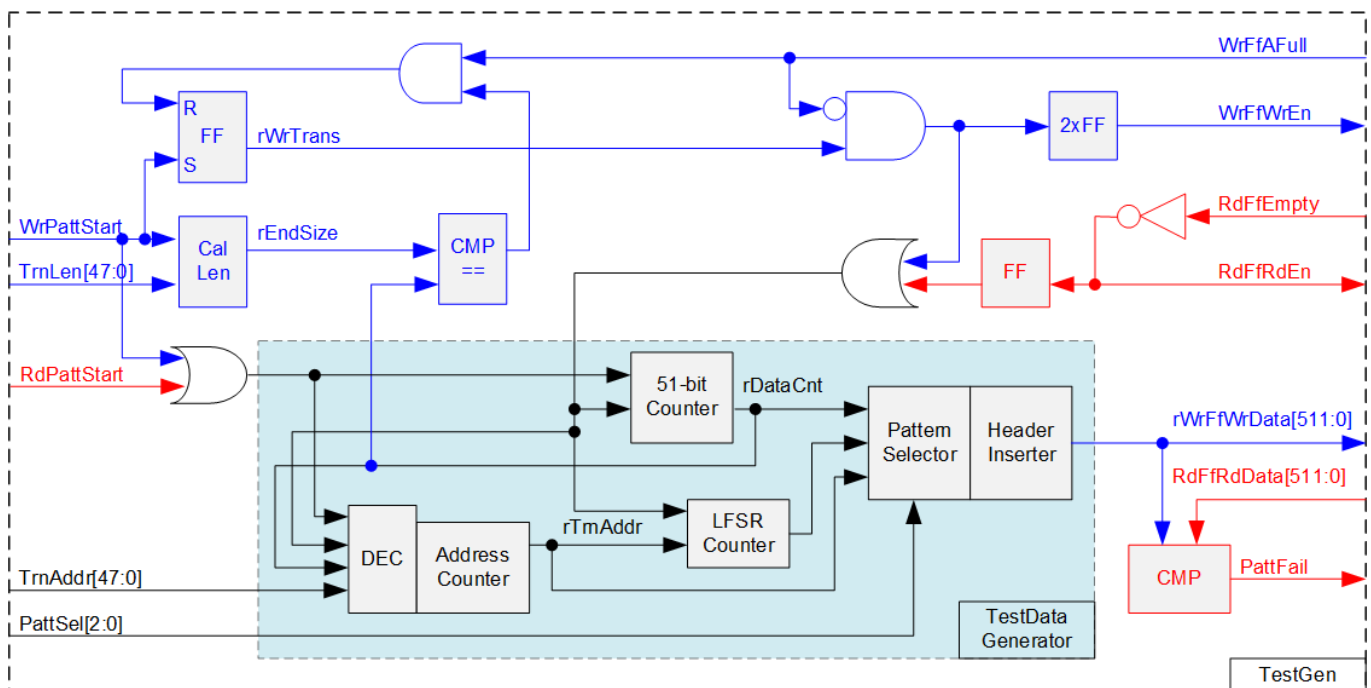 WrFfAFull
R
FF
S
rWrTrans
2xFF
WrFfWrEn
WrPattStart
TrnLen[47:0]
Cal
Len
rEndSize
CMP
==
FF
RdFfEmpty
RdFfRdEn
RdPattStart
51-bit
Counter
rDataCnt
Pattern
Selector
Header
Inserter
rWrFfWrData[511:0]
RdFfRdData[511:0]
LFSR
Counter
rTrnAddr
DEC
Address
Counter
CMP
PattFail
TrnAddr[47:0]
PattSel[2:0]
TestData
Generator
TestGen